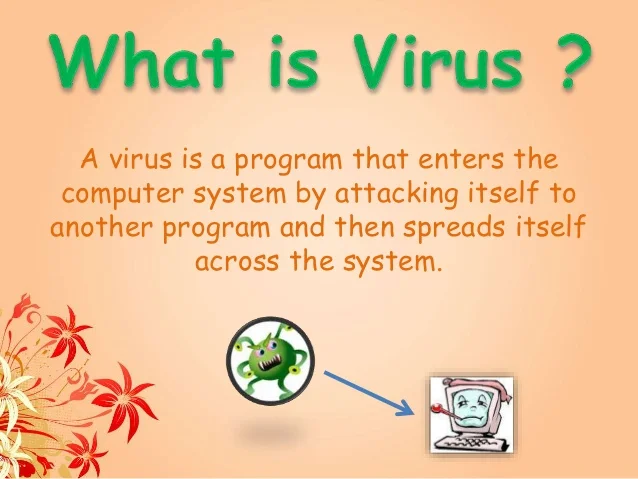 What is Virus ?
A virus is a program that enters the
computer system by attacking itself to
another program and then spreads itself
across the system.